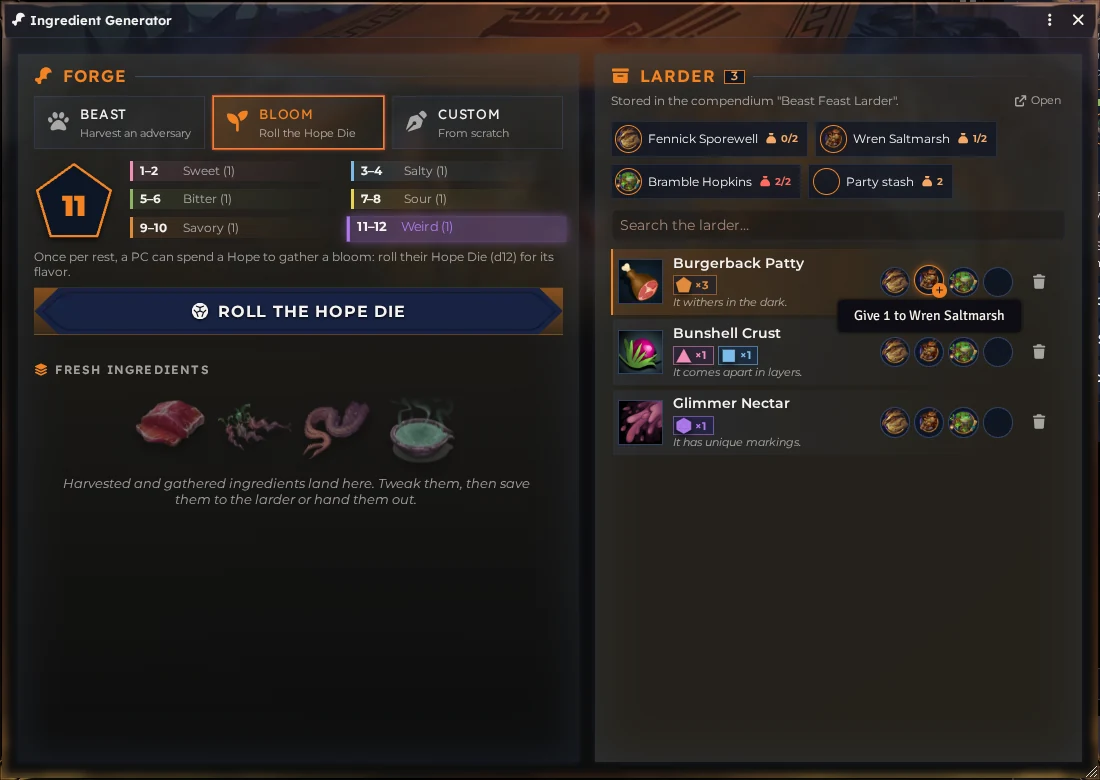 Ingredient Generator
FORGE
BEAST
Harvest an adversary
BLOOM
Roll the Hope Die
CUSTOM
From scratch
11
1–2 Sweet (1)
3–4 Salty (1)
5–6 Bitter (1)
7–8 Sour (1)
9–10 Savory (1)
11–12 Weird (1)
Once per rest, a PC can spend a Hope to gather a bloom: roll their Hope Die (d12) for its
flavor.
ROLL THE HOPE DIE
FRESH INGREDIENTS
Harvested and gathered ingredients land here. Tweak them, then save
them to the larder or hand them out.
LARDER 3
Stored in the compendium "Beast Feast Larder".
Open
Fennick Sporewell 0/2
Wren Saltmarsh 1/2
Bramble Hopkins 2/2
Party stash 2
Search the larder...
Burgerback Patty
×3
It withers in the dark.
Give 1 to Wren Saltmarsh
Bunshell Crust
×1 ×1
It comes apart in layers.
Glimmer Nectar
×1
It has unique markings.